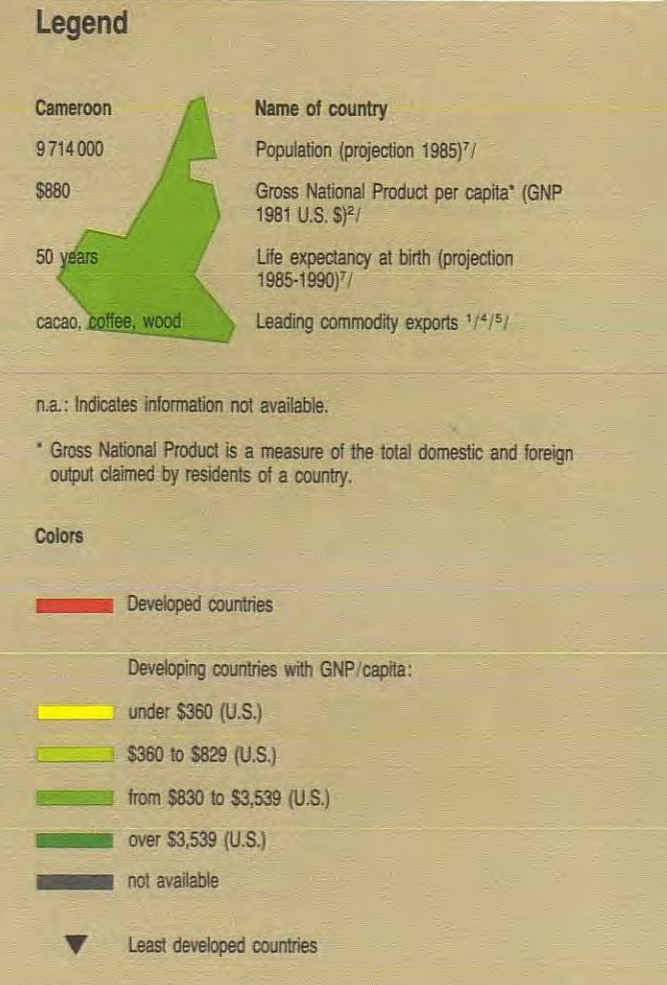 Legend
Cameroon Name of country
9 714 000 Population (projection 1985)⁷/
$880 Gross National Product per capita* (GNP
1981 U.S. $)²/
50 years Life expectancy at birth (projection
1985-1990)⁷/
cacao, coffee, wood Leading commodity exports ¹/⁴/⁵/
n.a.: Indicates information not available.
* Gross National Product is a measure of the total domestic and foreign
output claimed by residents of a country.
Colors
Developed countries
Developing countries with GNP/capita:
under $360 (U.S.)
$360 to $829 (U.S.)
from $830 to $3,539 (U.S.)
over $3,539 (U.S.)
not available
Least developed countries